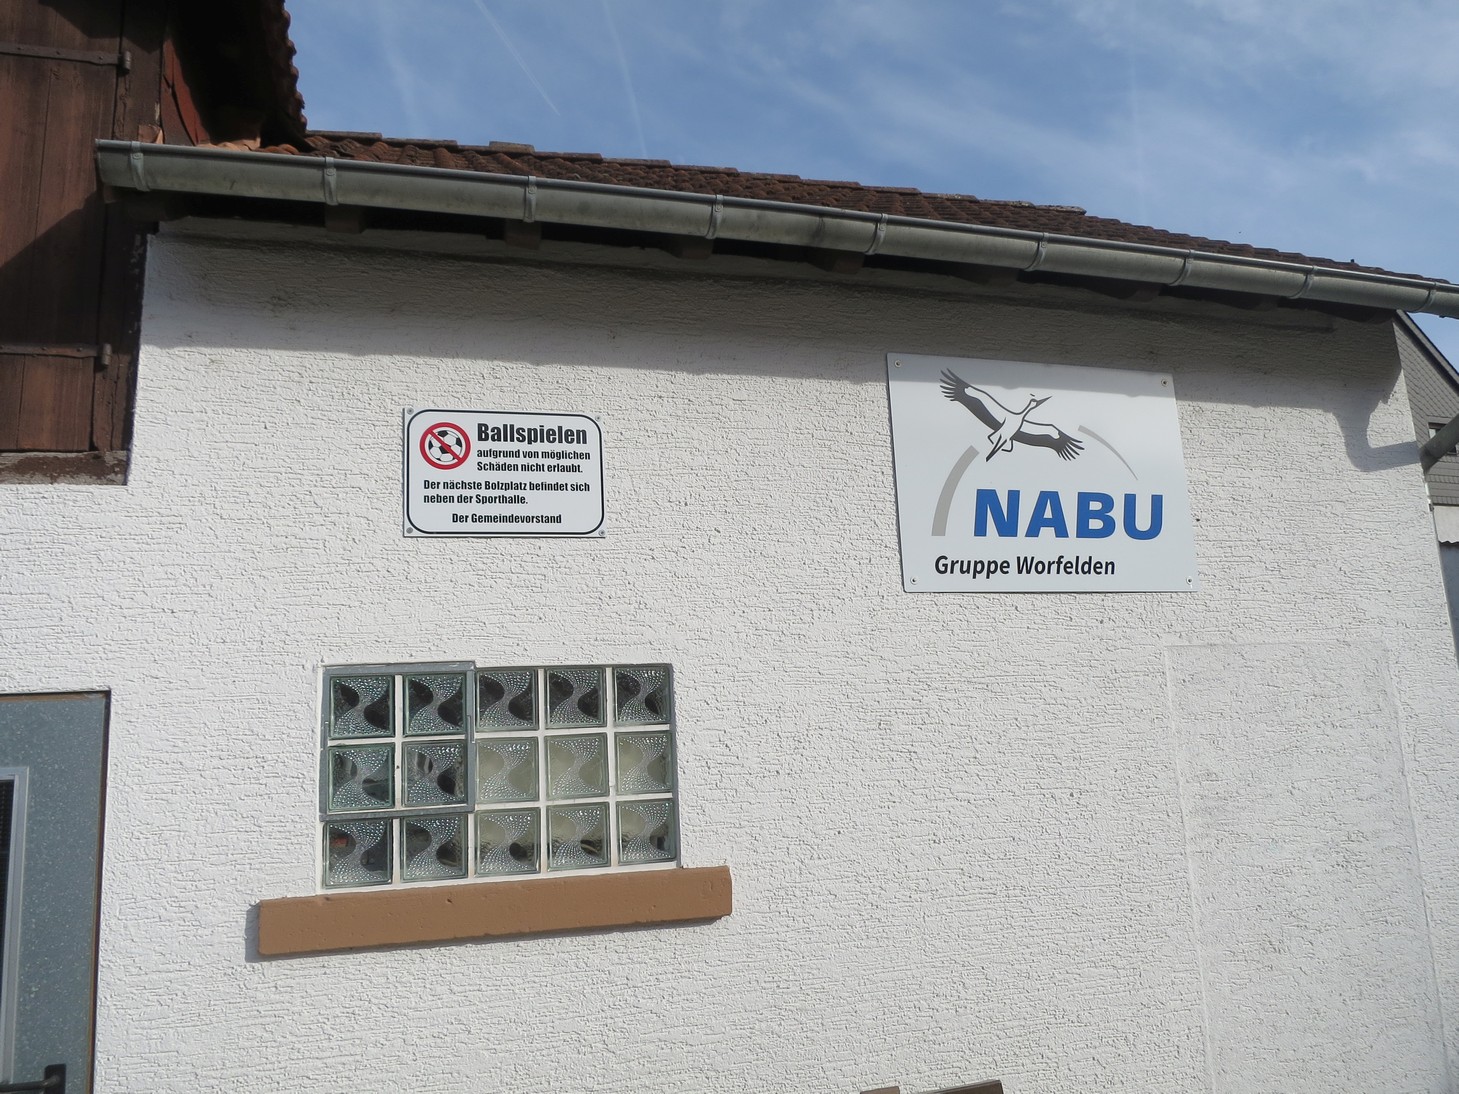 Ballspielen
aufgrund von möglichen
Schäden nicht erlaubt.
Der nächste Bolzplatz befindet sich
neben der Sporthalle.
Der Gemeindevorstand
NABU
Gruppe Worfelden